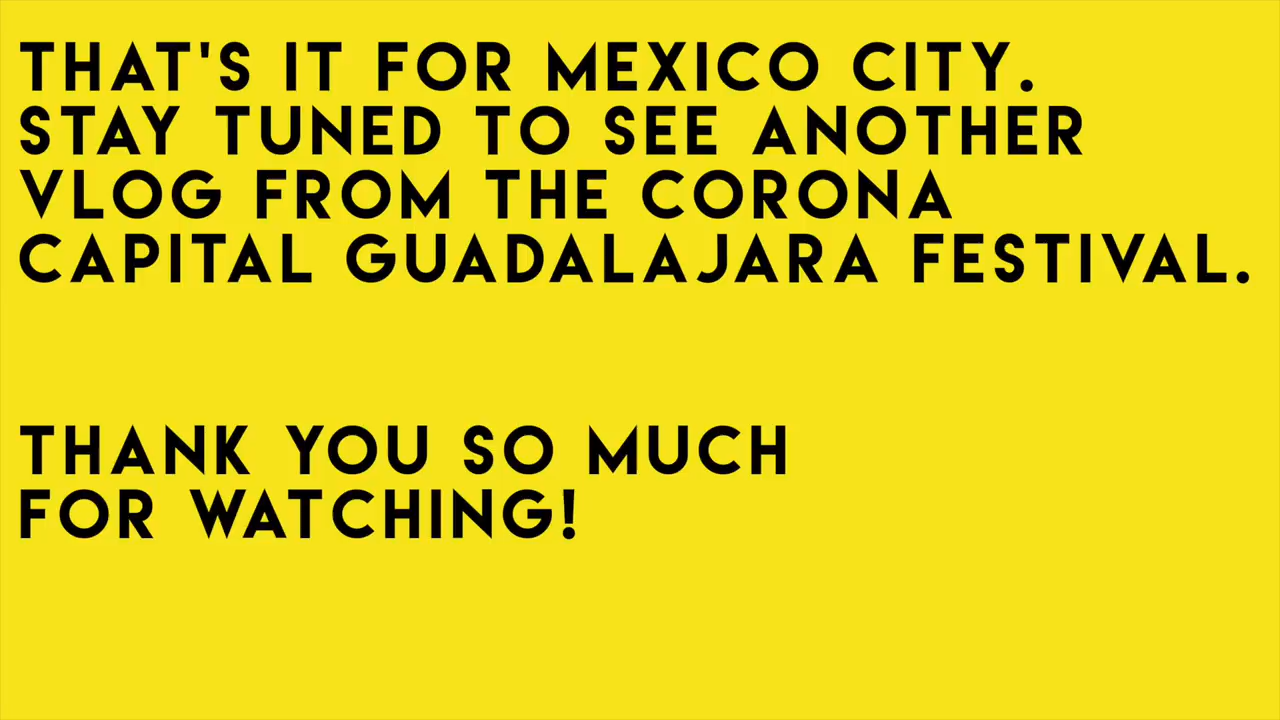 THAT'S IT FOR MEXICO CITY.
STAY TUNED TO SEE ANOTHER
VLOG FROM THE CORONA
CAPITAL GUADALAJARA FESTIVAL.
THANK YOU SO MUCH
FOR WATCHING!